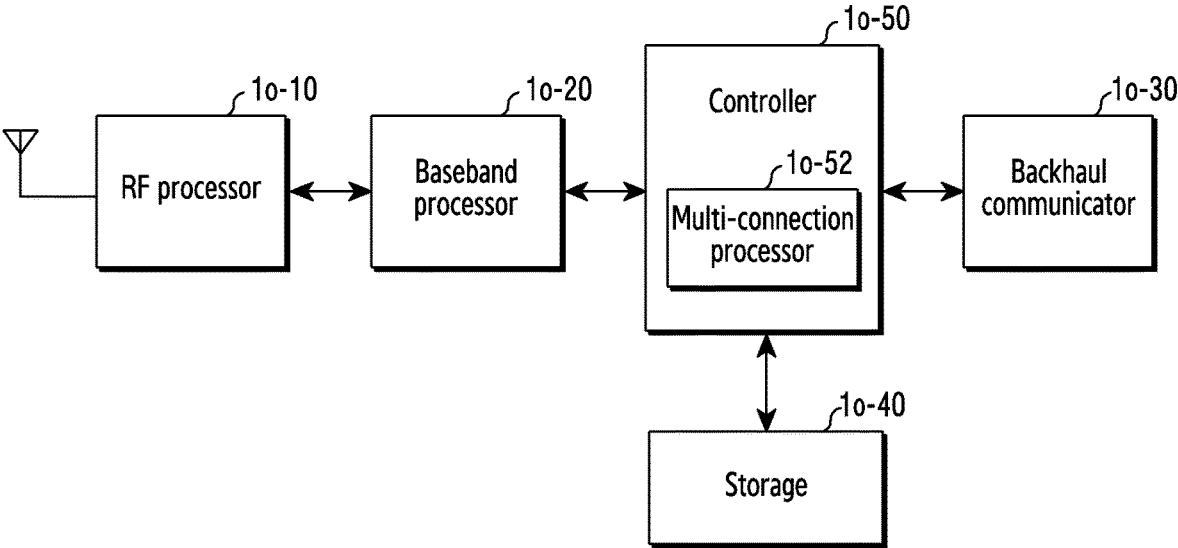 1o-50
1o-10
1o-20
1o-30
Controller
RF processor
Baseband
processor
1o-52
Multi-connection
processor
Backhaul
communicator
1o-40
Storage